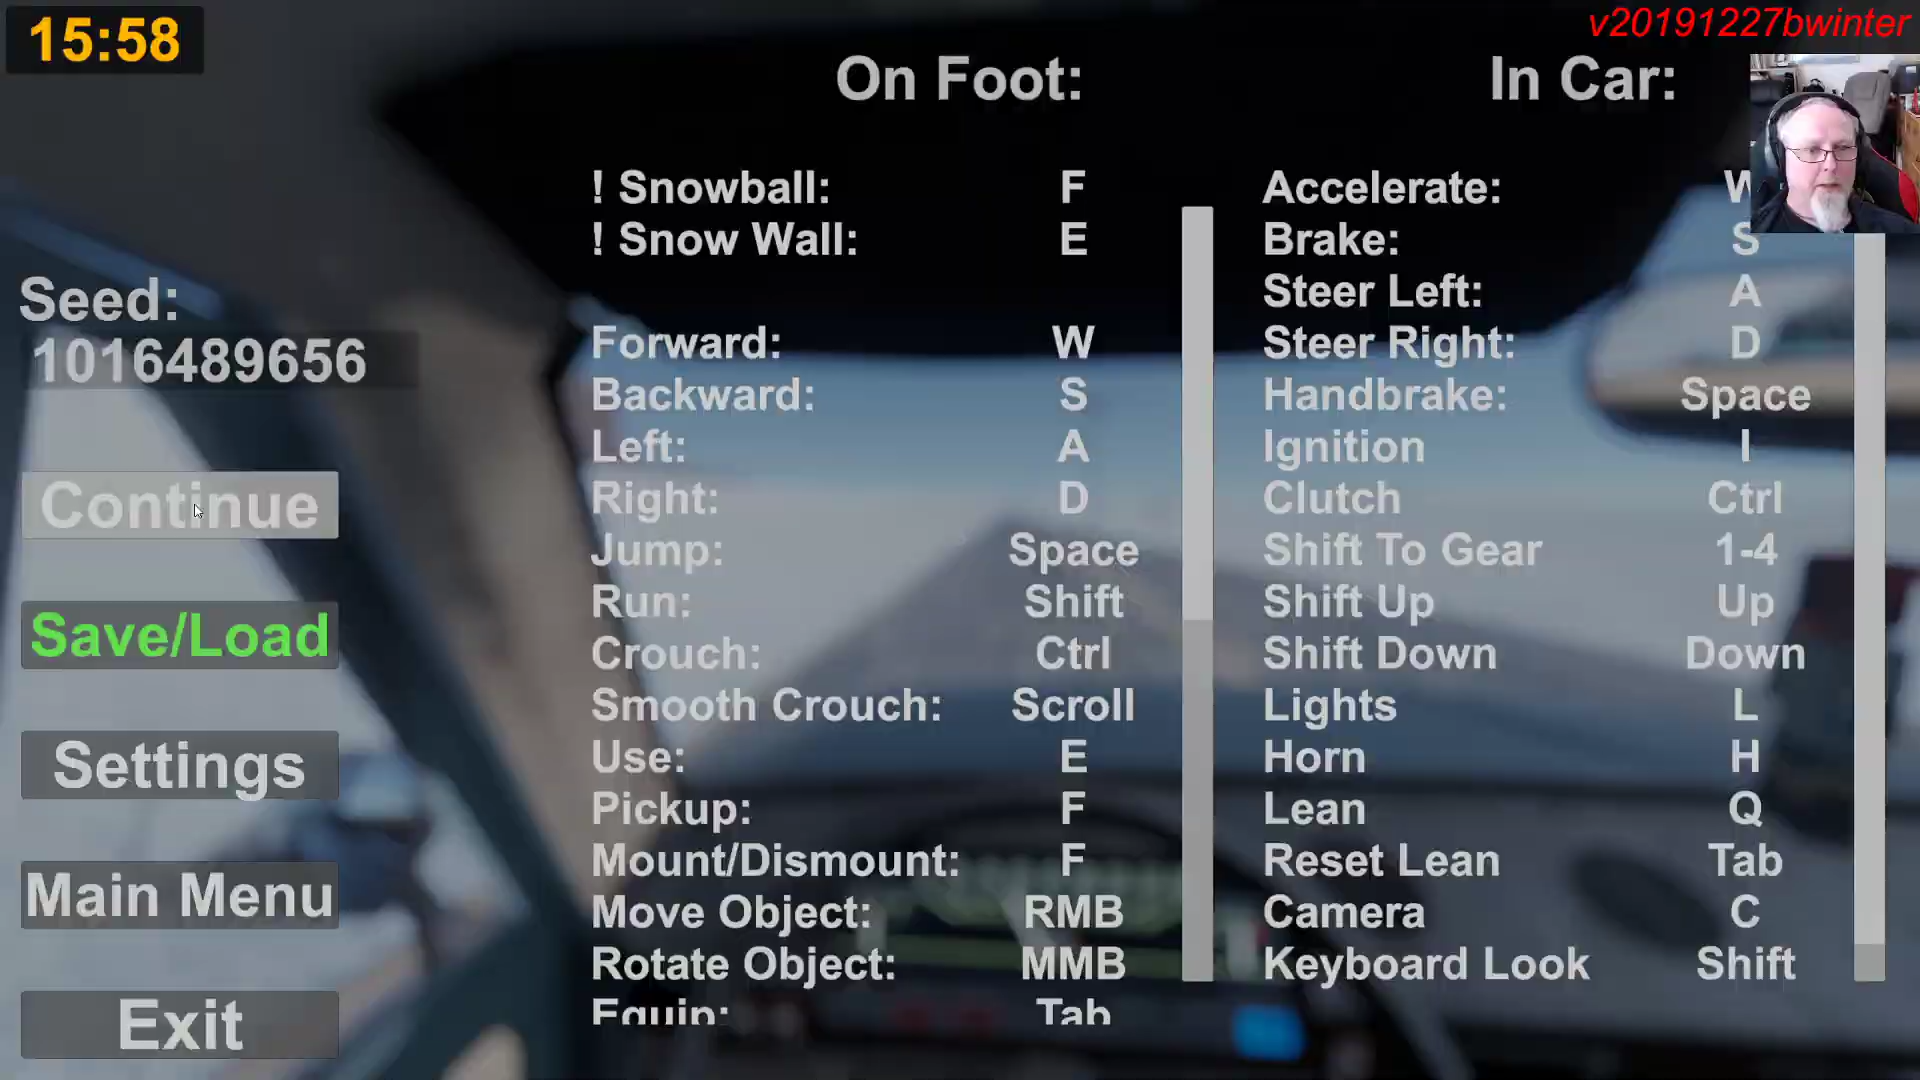 15:58
v20191227bwinter
On Foot:
In Car:
! Snowball: F
! Snow Wall: E
Forward: W
Backward: S
Left: A
Right: D
Jump: Space
Run: Shift
Crouch: Ctrl
Smooth Crouch: Scroll
Use: E
Pickup: F
Mount/Dismount: F
Move Object: RMB
Rotate Object: MMB
Equip: Tab
Accelerate: W
Brake: S
Steer Left: A
Steer Right: D
Handbrake: Space
Ignition I
Clutch Ctrl
Shift To Gear 1-4
Shift Up Up
Shift Down Down
Lights L
Horn H
Lean Q
Reset Lean Tab
Camera C
Keyboard Look Shift
Seed:
1016489656
Continue
Save/Load
Settings
Main Menu
Exit